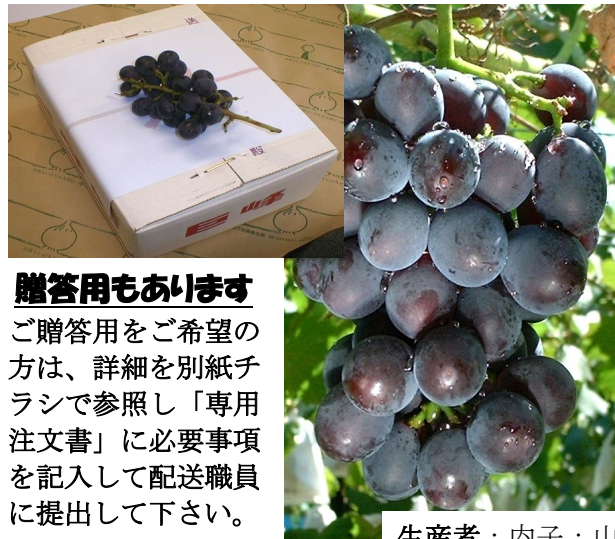 巨峰
贈答用もあります
ご贈答用をご希望の
方は、詳細を別紙チ
ラシで参照し「専用
注文書」に必要事項
を記入して配送職員
に提出して下さい。
生産者：内子：山